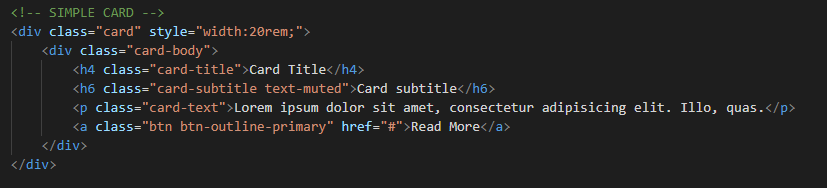 <!-- SIMPLE CARD -->
<div class="card" style="width:20rem;">
    <div class="card-body">
        <h4 class="card-title">Card Title</h4>
        <h6 class="card-subtitle text-muted">Card subtitle</h6>
        <p class="card-text">Lorem ipsum dolor sit amet, consectetur adipisicing elit. Illo, quas.</p>
        <a class="btn btn-outline-primary" href="#">Read More</a>
    </div>
</div>